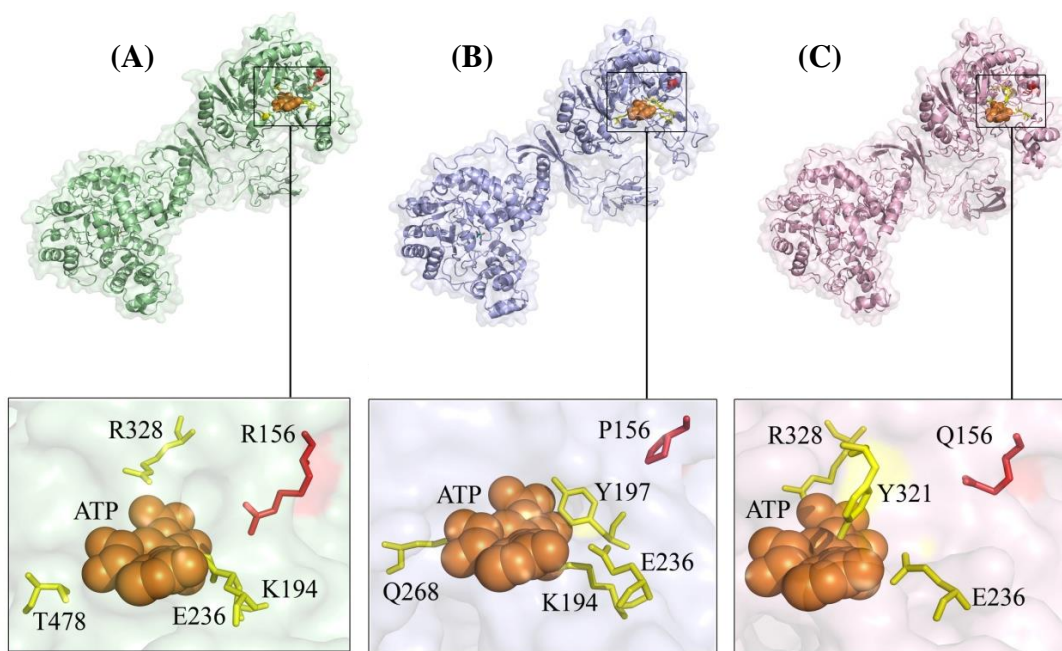 (A)
(B)
(C)
R328
R156
ATP
T478
E236
K194
P156
Y197
E236
Q268
K194
R328
Q156
ATP
Y321
E236
ATP